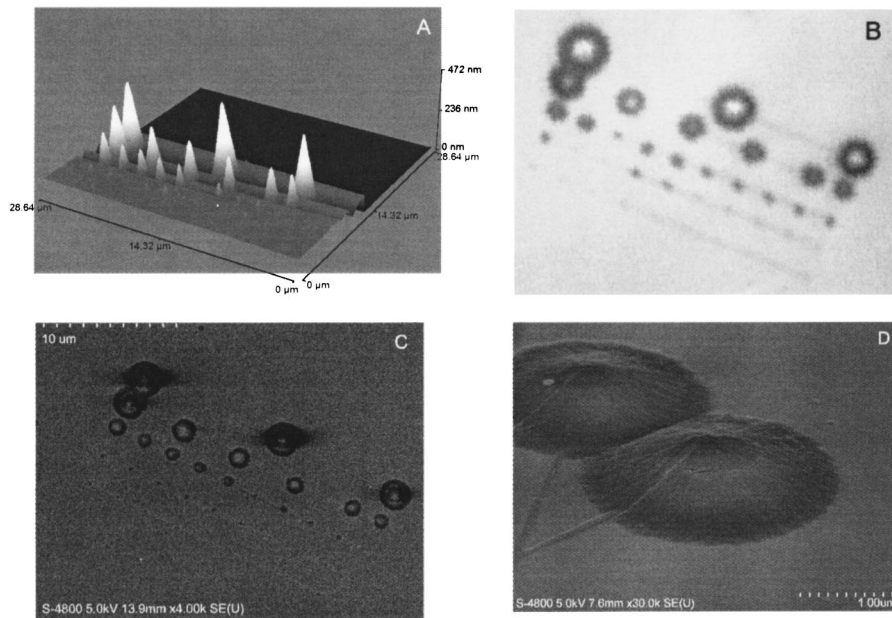 A
472 nm
236 nm
0 nm
28.64 µm
28.64 µm
14.32 µm
14.32 µm
0 µm
0 µm
B
10 um
C
S-4800 5.0kV 13.9mm x4.00k SE(U)
D
S-4800 5.0kV 7.6mm x30.0k SE(U)
1.00um